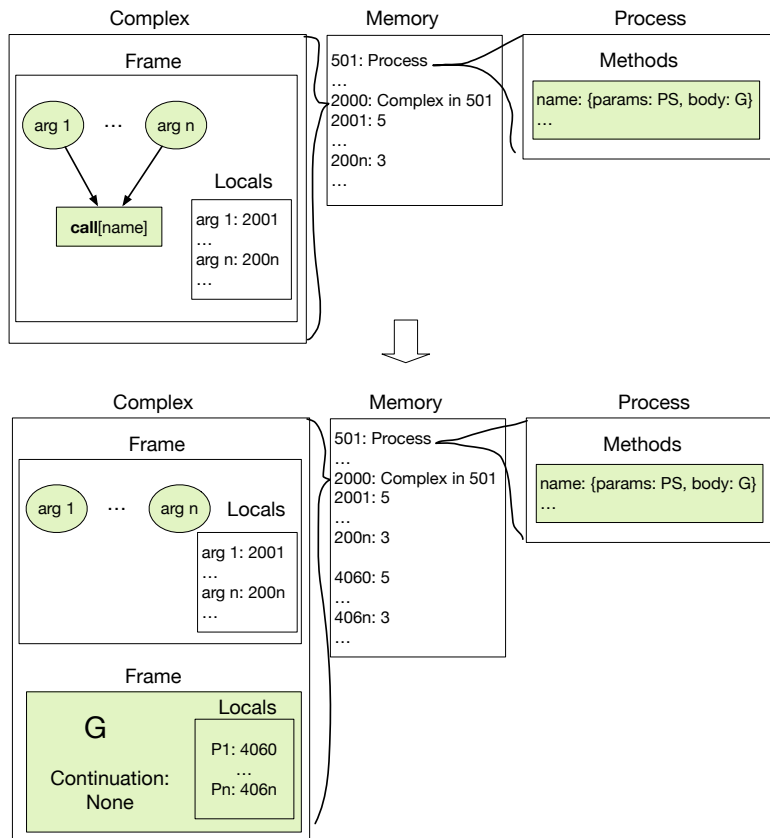 Complex
Memory
Process
Frame
arg 1
...
arg n
call[name]
Locals
arg 1: 2001
...
arg n: 200n
...
501: Process
...
2000: Complex in 501
2001: 5
...
200n: 3
...
Methods
name: {params: PS, body: G}
...
Complex
Memory
Process
Frame
arg 1
...
arg n
Locals
arg 1: 2001
...
arg n: 200n
...
501: Process
...
2000: Complex in 501
2001: 5
...
200n: 3
4060: 5
...
406n: 3
...
Methods
name: {params: PS, body: G}
...
Frame
G
Continuation:
None
Locals
P1: 4060
...
Pn: 406n